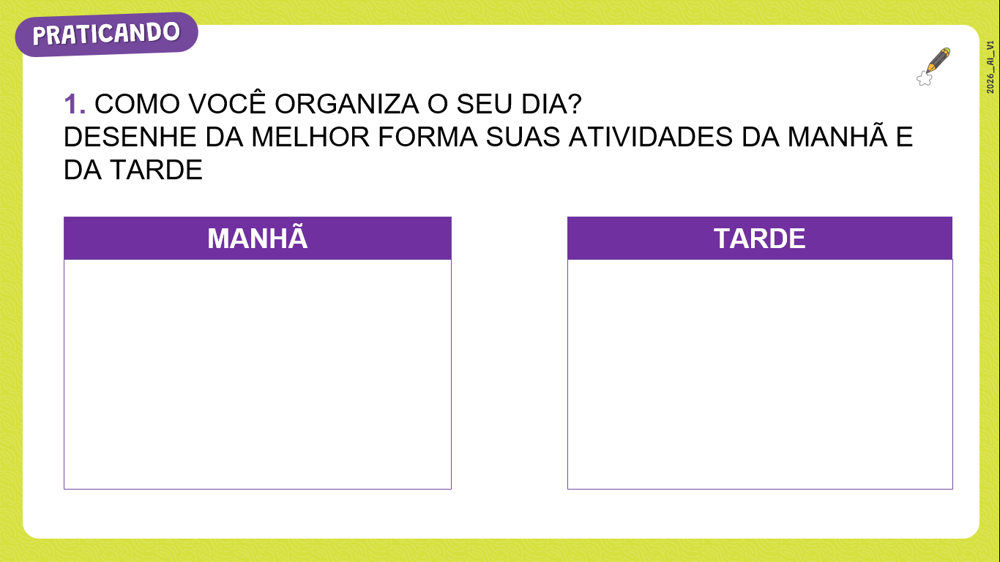 PRATICANDO
2026_AI_V1
1. COMO VOCÊ ORGANIZA O SEU DIA?
DESENHE DA MELHOR FORMA SUAS ATIVIDADES DA MANHÃ E
DA TARDE
MANHÃ
TARDE